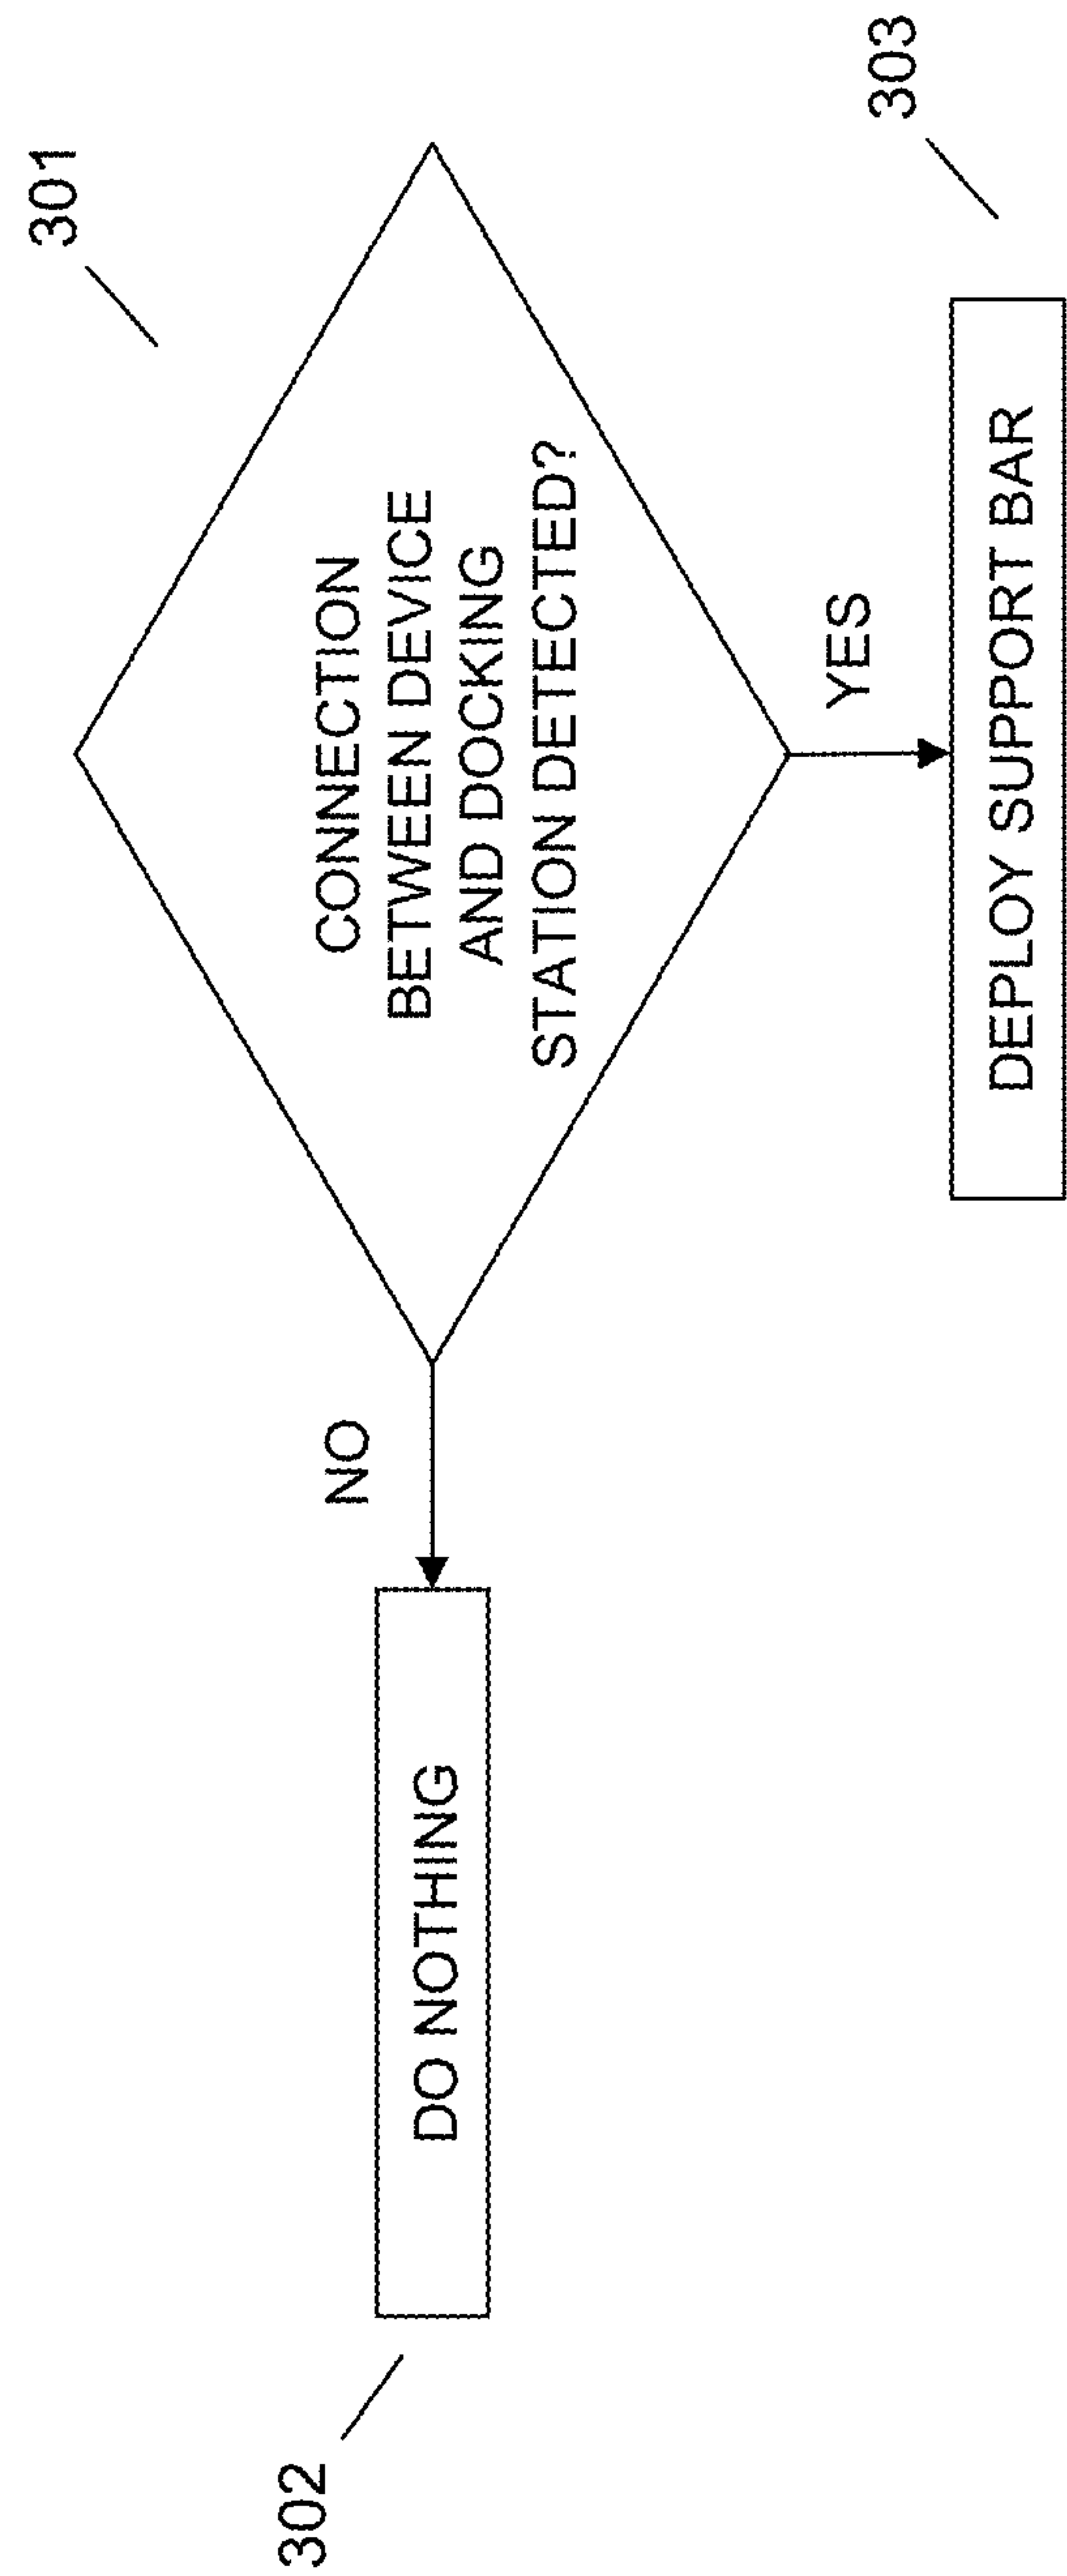 301
CONNECTION
BETWEEN DEVICE
AND DOCKING
STATION DETECTED?
NO
302
DO NOTHING
YES
303
DEPLOY SUPPORT BAR